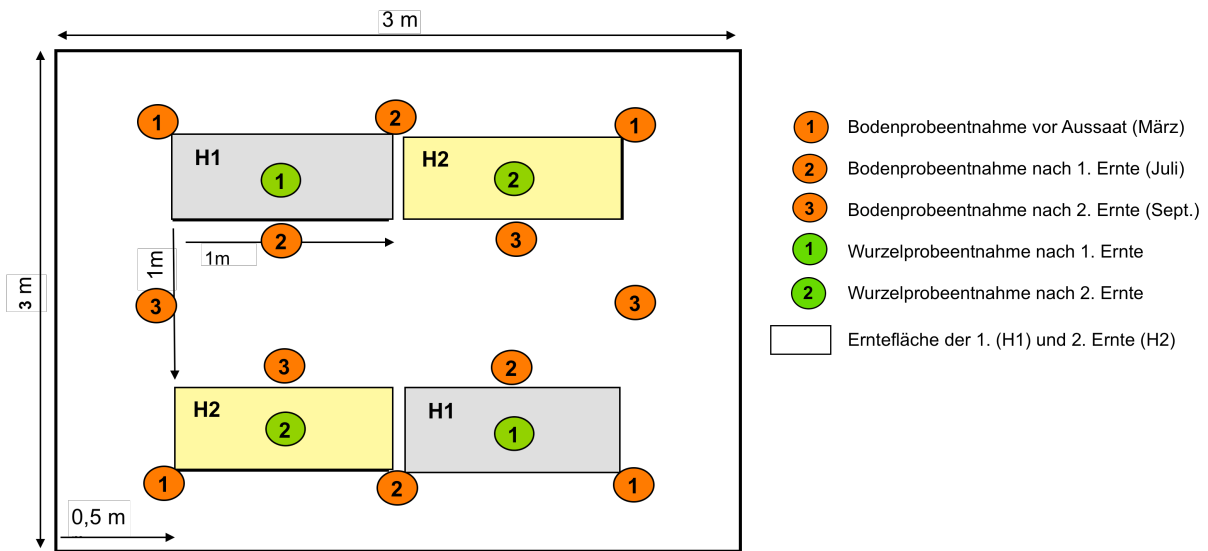 3 m
1
2
1
H1
1
H2
2
2
3
1m
1m
3
3
3 m
3
2
H2
2
H1
1
1
2
1
0,5 m
1 Bodenprobeentnahme vor Aussaat (März)
2 Bodenprobeentnahme nach 1. Ernte (Juli)
3 Bodenprobeentnahme nach 2. Ernte (Sept.)
1 Wurzelprobeentnahme nach 1. Ernte
2 Wurzelprobeentnahme nach 2. Ernte
Erntefläche der 1. (H1) und 2. Ernte (H2)